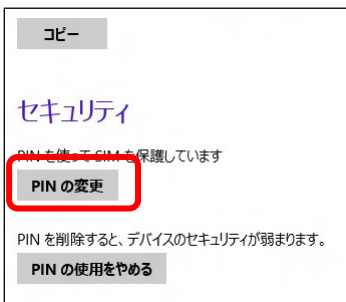 コピー
セキュリティ
PIN を使って SIM を保護しています
PIN の変更
PIN を削除すると、デバイスのセキュリティが弱まります。
PIN の使用をやめる